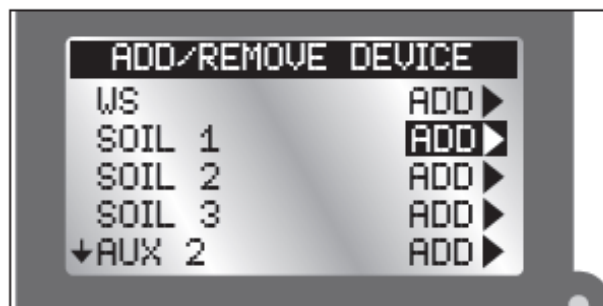 ADD/REMOVE DEVICE
WS ADD▶
SOIL 1 ADD▶
SOIL 2 ADD▶
SOIL 3 ADD▶
↓AUX 2 ADD▶